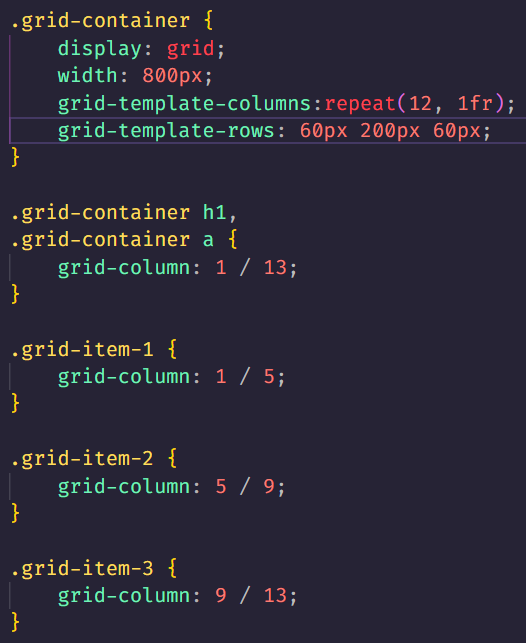 .grid-container {
    display: grid;
    width: 800px;
    grid-template-columns:repeat(12, 1fr);
    grid-template-rows: 60px 200px 60px;
}

.grid-container h1,
.grid-container a {
    grid-column: 1 / 13;
}

.grid-item-1 {
    grid-column: 1 / 5;
}

.grid-item-2 {
    grid-column: 5 / 9;
}

.grid-item-3 {
    grid-column: 9 / 13;
}